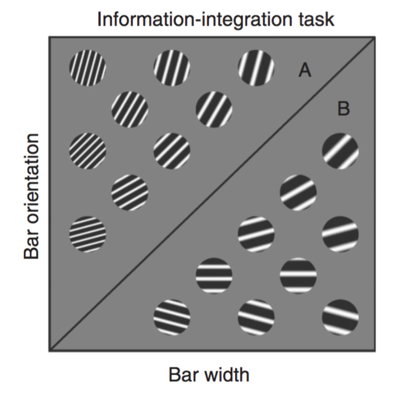 Information-integration task
A
B
Bar orientation
Bar width